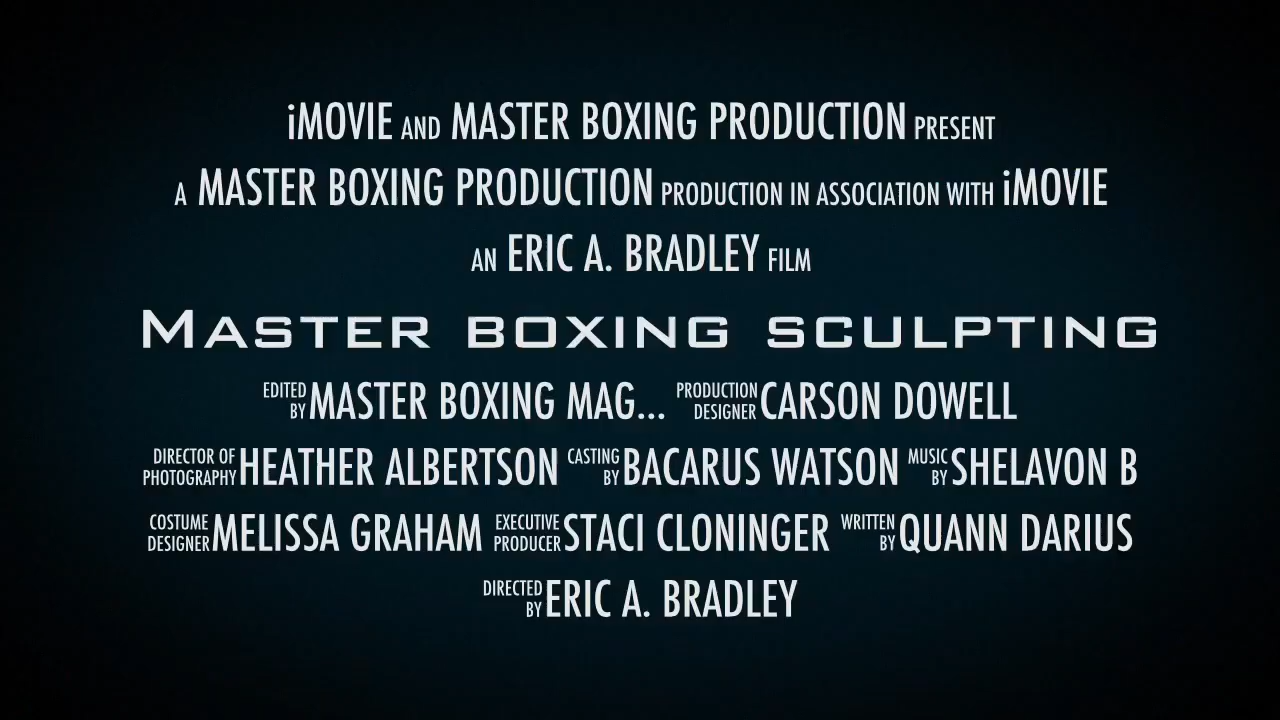 iMOVIE AND MASTER BOXING PRODUCTION PRESENT
A MASTER BOXING PRODUCTION PRODUCTION IN ASSOCIATION WITH iMOVIE
AN ERIC A. BRADLEY FILM
MASTER BOXING SCULPTING
EDITED BY MASTER BOXING MAG... PRODUCTION DESIGNER CARSON DOWELL
DIRECTOR OF PHOTOGRAPHY HEATHER ALBERTSON CASTING BY BACARUS WATSON MUSIC BY SHELAVON B
COSTUME DESIGNER MELISSA GRAHAM EXECUTIVE PRODUCER STACI CLONINGER WRITTEN BY QUANN DARIUS
DIRECTED BY ERIC A. BRADLEY